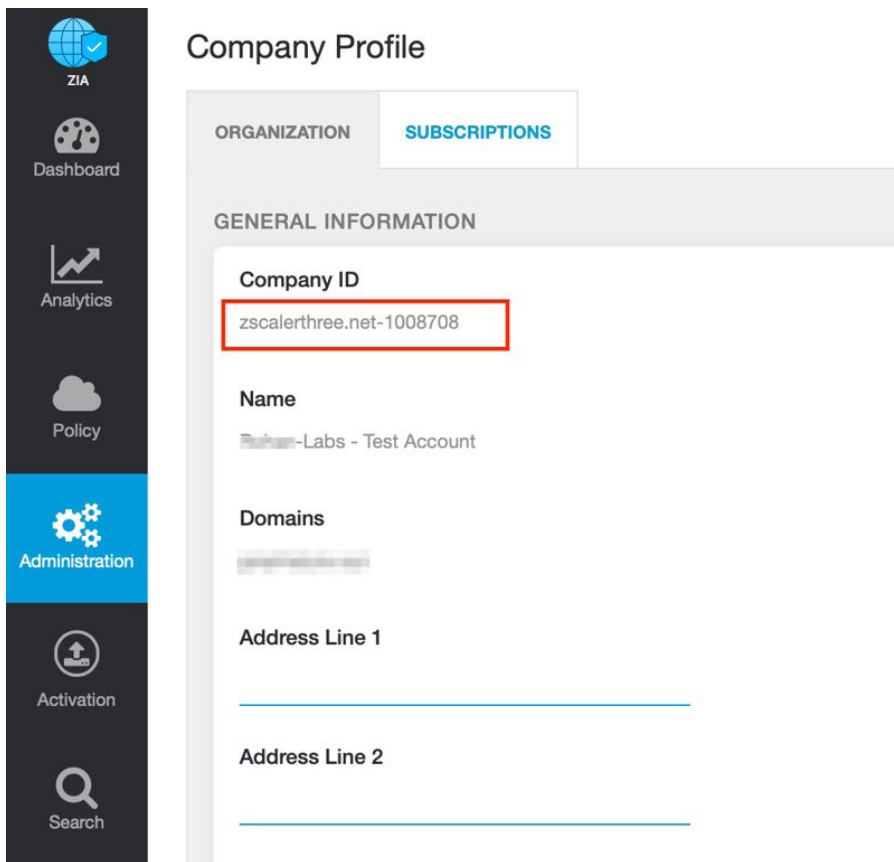 ZIA
Dashboard
Analytics
Policy
Administration
Activation
Search
Company Profile
ORGANIZATION
SUBSCRIPTIONS
GENERAL INFORMATION
Company ID
zscalerthree.net-1008708
Name
-Labs - Test Account
Domains
Address Line 1
Address Line 2